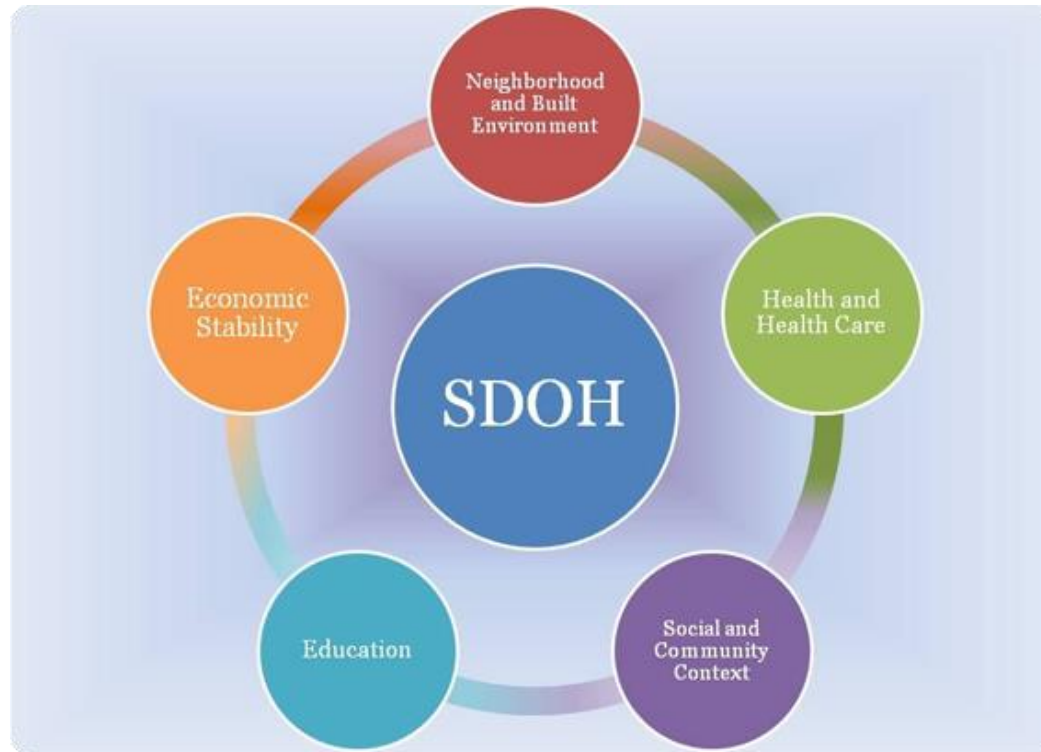 Neighborhood
and Built
Environment
Economic
Stability
Health and
Health Care
SDOH
Education
Social and
Community
Context